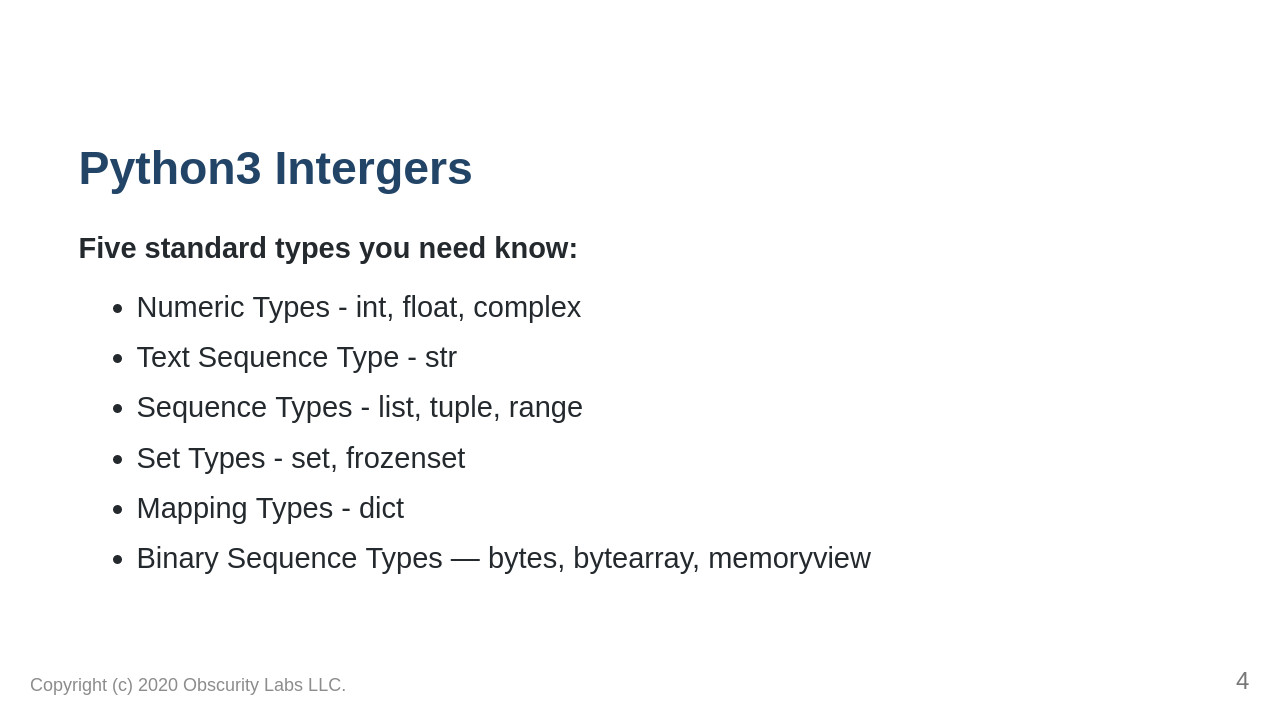 Python3 Intergers
Five standard types you need know:
• Numeric Types - int, float, complex
• Text Sequence Type - str
• Sequence Types - list, tuple, range
• Set Types - set, frozenset
• Mapping Types - dict
• Binary Sequence Types — bytes, bytearray, memoryview
Copyright (c) 2020 Obscurity Labs LLC.
4